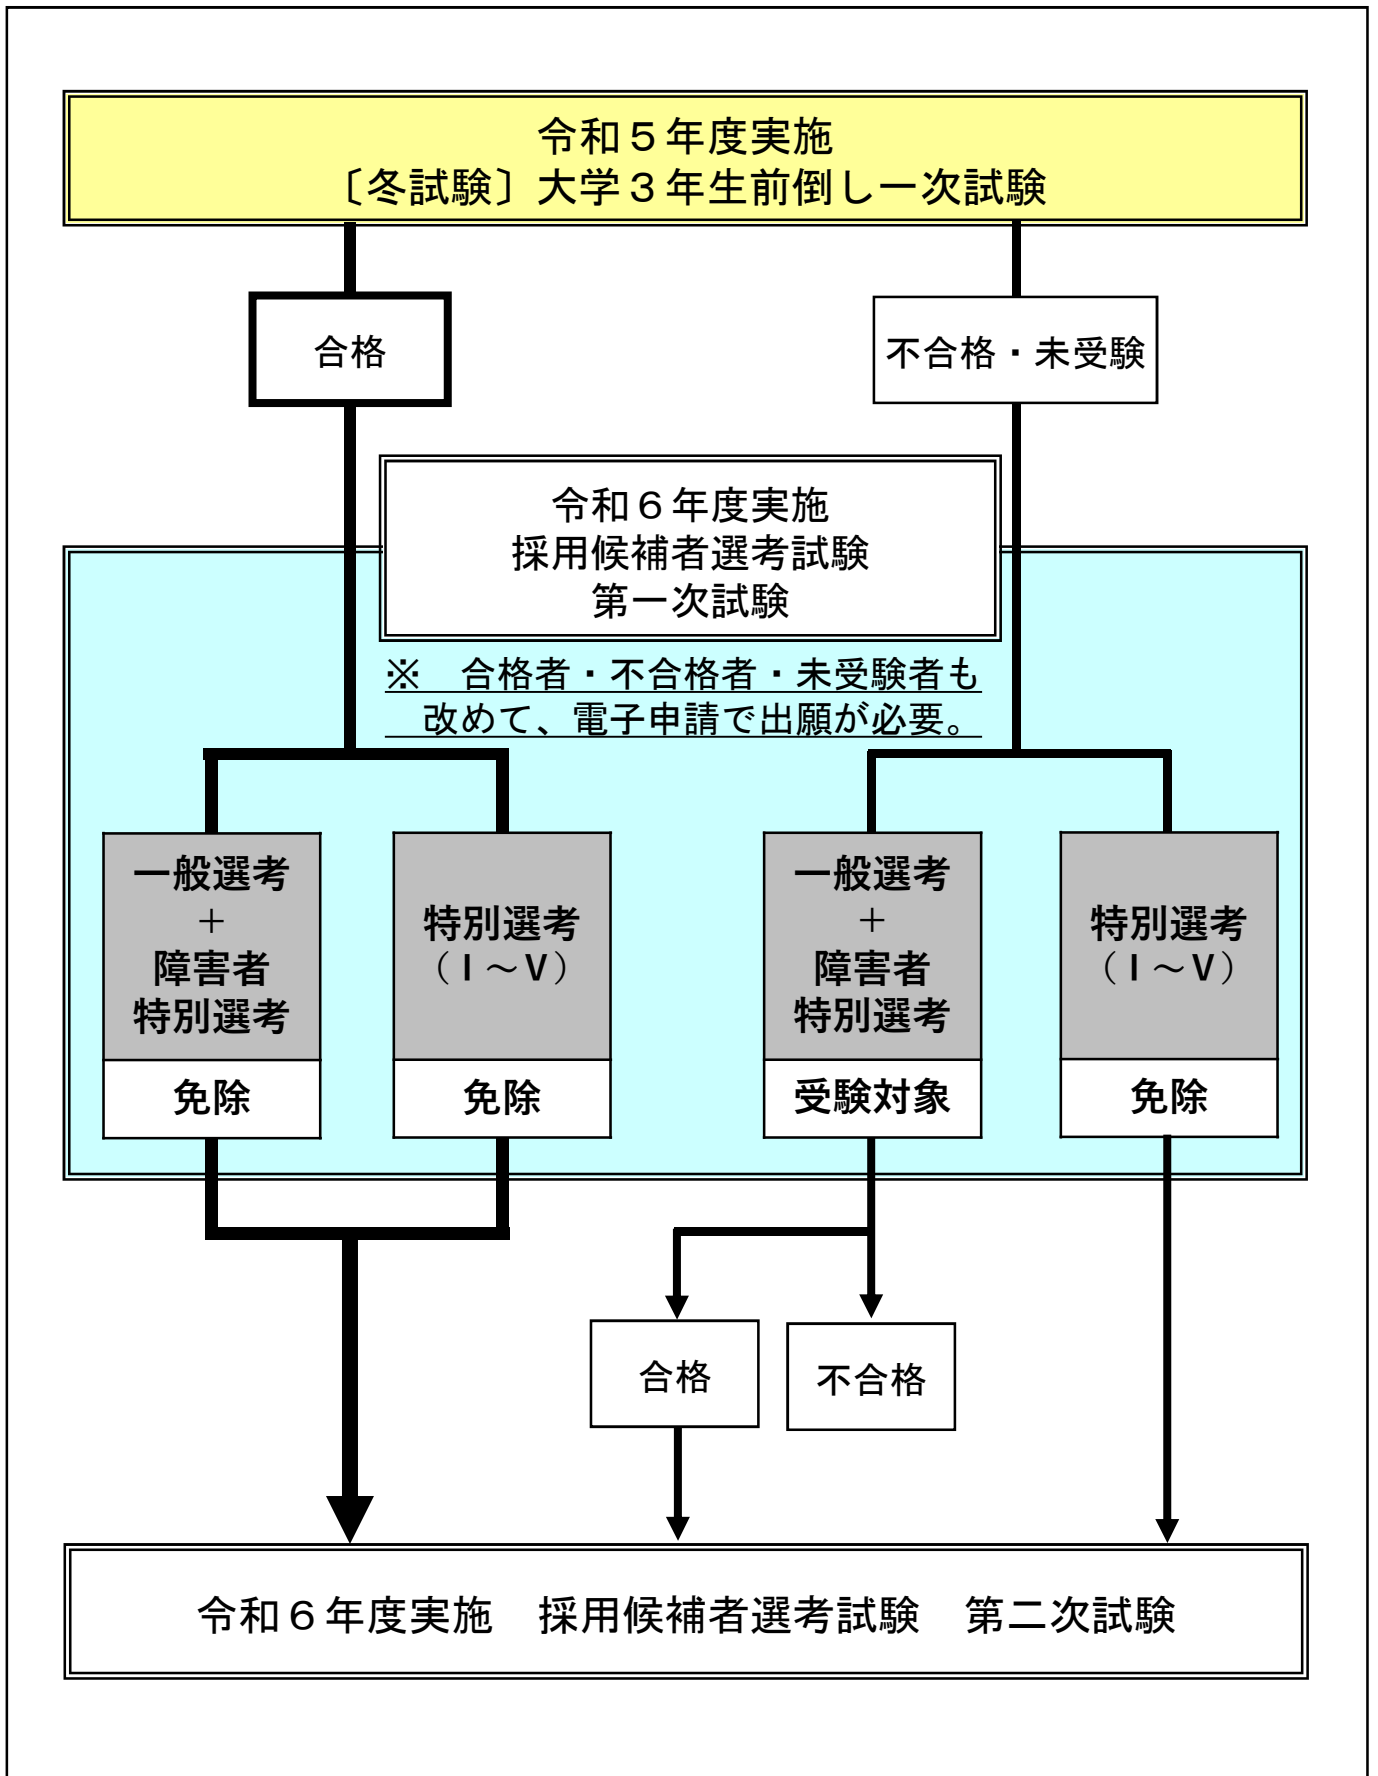 令和５年度実施
〔冬試験〕大学３年生前倒し一次試験
合格
不合格・未受験
令和６年度実施
採用候補者選考試験
第一次試験
※　合格者・不合格者・未受験者も
改めて、電子申請で出願が必要。
一般選考
＋
障害者
特別選考
免除
特別選考
（Ⅰ～Ⅴ）
免除
一般選考
＋
障害者
特別選考
受験対象
特別選考
（Ⅰ～Ⅴ）
免除
合格
不合格
令和６年度実施　採用候補者選考試験　第二次試験